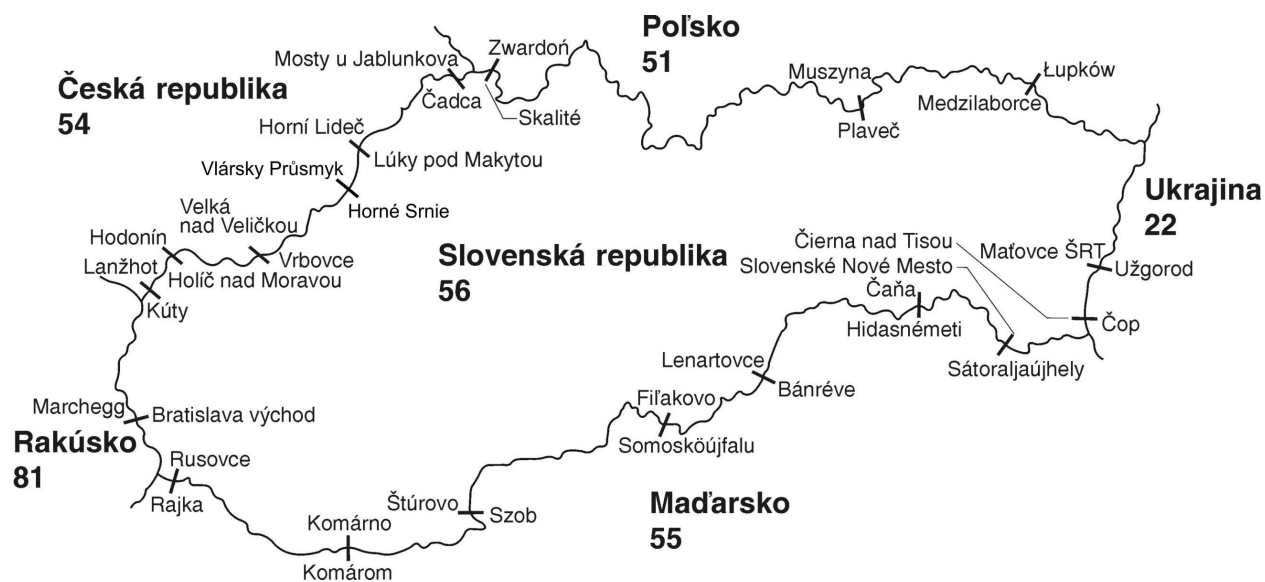 Poľsko
51
Zwardoń
Mosty u Jablunkova
Čadca
Skalité
Muszyna
Plaveč
Łupków
Medzilaborce
Česká republika
54
Horní Lideč
Lúky pod Makytou
Vlársky Průsmyk
Horné Srnie
Velká
nad Veličkou
Vrbovce
Hodonín
Holíč nad Moravou
Lanžhot
Kúty
Slovenská republika
56
Ukrajina
22
Čierna nad Tisou
Slovenské Nové Mesto
Maťovce ŠRT
Užgorod
Čaňa
Hidasnémeti
Čop
Sátoraljaújhely
Lenartovce
Bánréve
Fiľakovo
Somosköújfalu
Marchegg
Bratislava východ
Rakúsko
81
Rusovce
Rajka
Štúrovo
Szob
Maďarsko
55
Komárno
Komárom